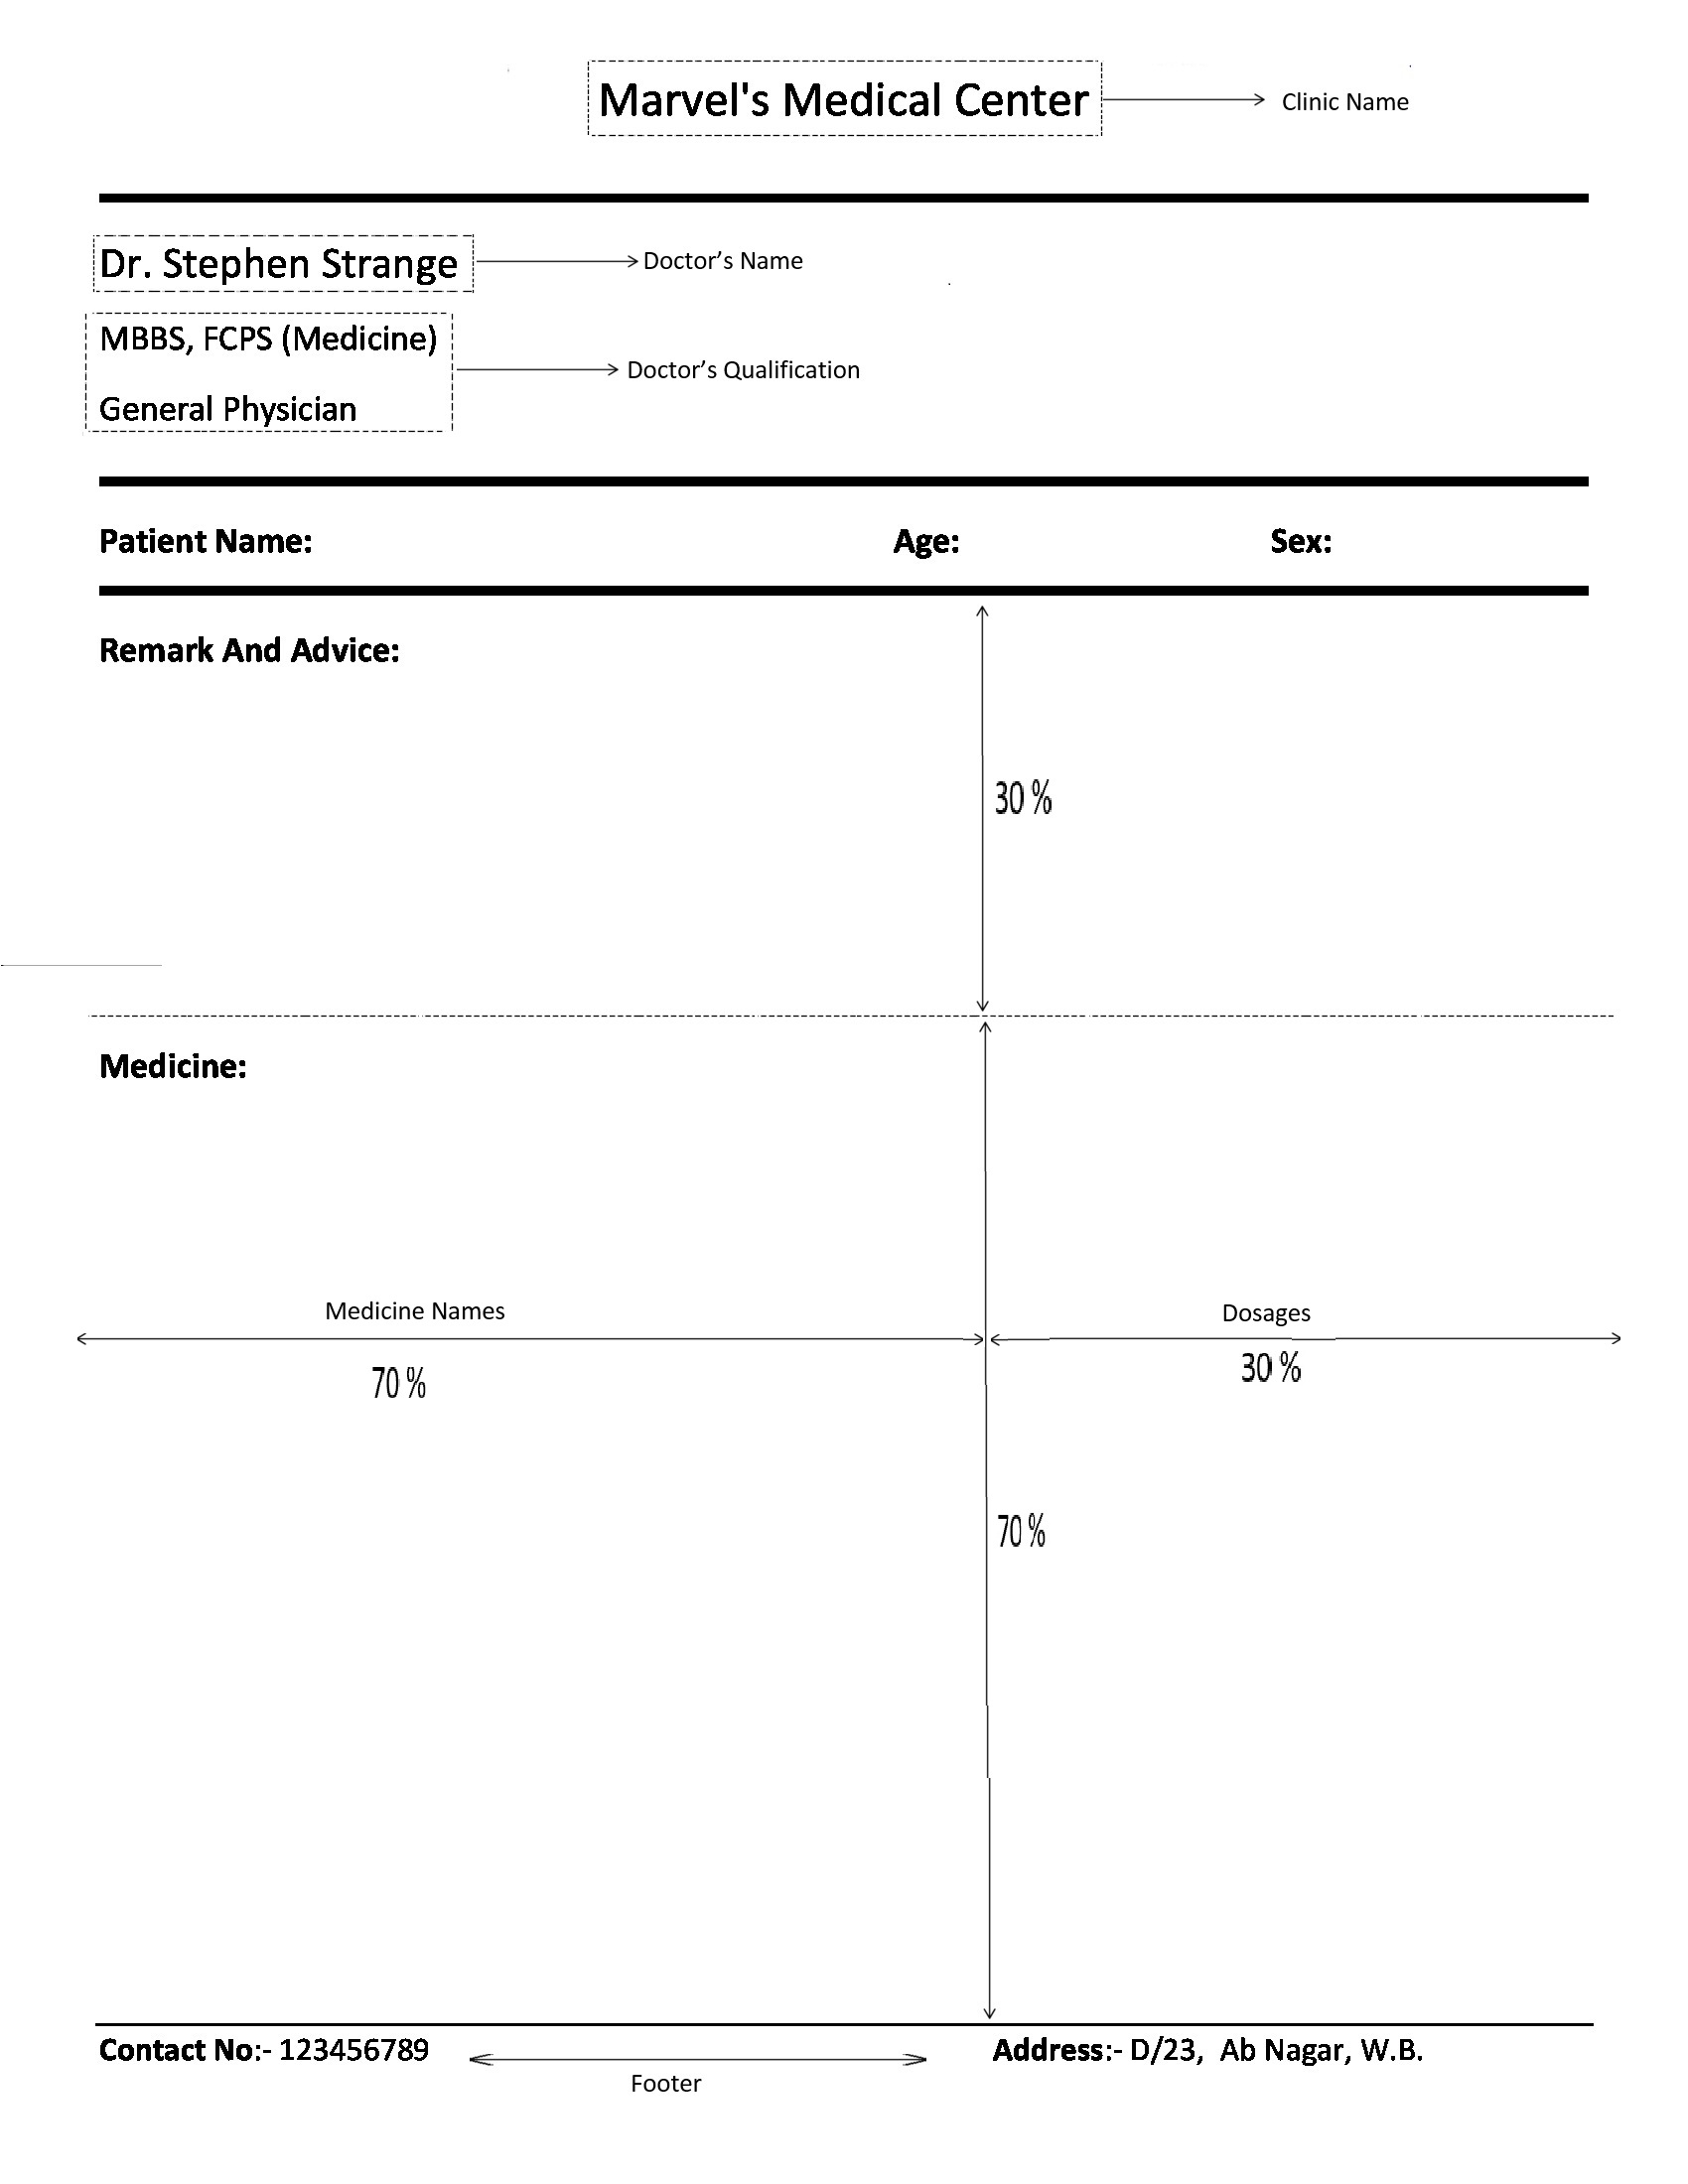 Marvel's Medical Center Clinic Name
Dr. Stephen Strange Doctor’s Name
MBBS, FCPS (Medicine)
Doctor’s Qualification
General Physician
Patient Name: Age: Sex:
Remark And Advice:
30 %
Medicine:
Medicine Names Dosages
70 % 30 %
70 %
Contact No:- 123456789 Address:- D/23, Ab Nagar, W.B.
Footer